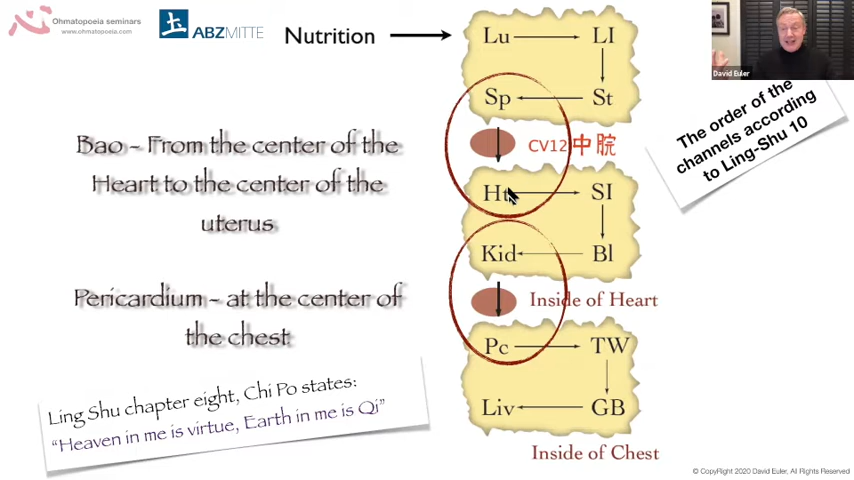 心
Ohmatopoeia seminars
www.ohmatopoeia.com
ABZMITTE
Nutrition
Lu LI
Sp St
CV12 中脘
Ht SI
Kid Bl
Inside of Heart
Pc TW
Liv GB
Inside of Chest
Bao - From the center of the
Heart to the center of the
uterus
Pericardium - at the center of
the chest
Ling Shu chapter eight, Chi Po states:
“Heaven in me is virtue, Earth in me is Qi”
David Euler
The order of the
channels according
to Ling-Shu 10
© CopyRight 2020 David Euler, All Rights Reserved